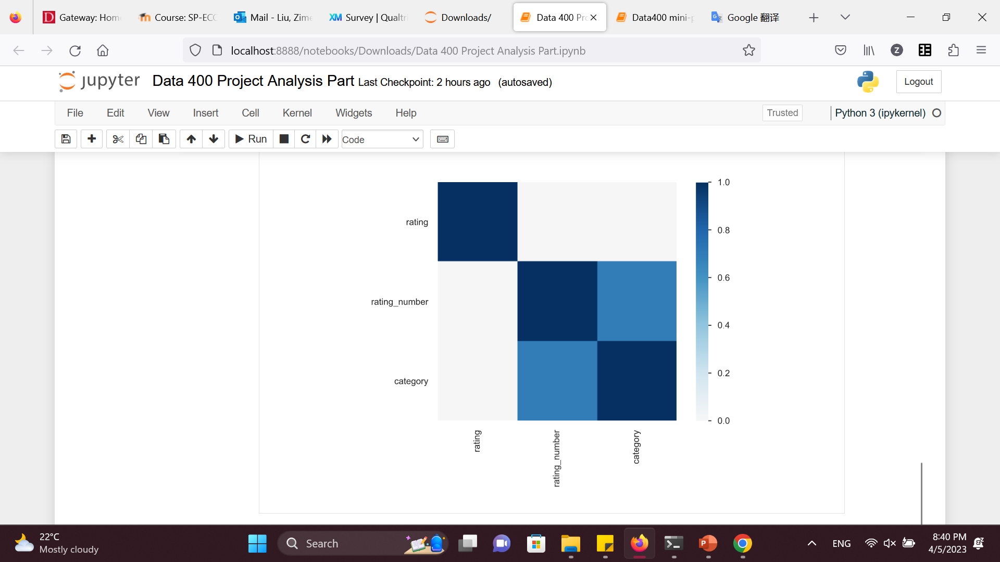 Gateway: Hom
Course: SP-ECC
Mail - Liu, Zime
XM Survey | Qualtri
Downloads/
Data 400 Pro
Data400 mini-p
Google 翻译
localhost:8888/notebooks/Downloads/Data 400 Project Analysis Part.ipynb
Z
jupyter Data 400 Project Analysis Part Last Checkpoint: 2 hours ago (autosaved)
Logout
File Edit View Insert Cell Kernel Widgets Help
Trusted
Python 3 (ipykernel)
Run
Code
rating
rating_number
category
rating
rating_number
category
1.0
0.8
0.6
0.4
0.2
0.0
22°C
Mostly cloudy
Search
ENG
8:40 PM
4/5/2023